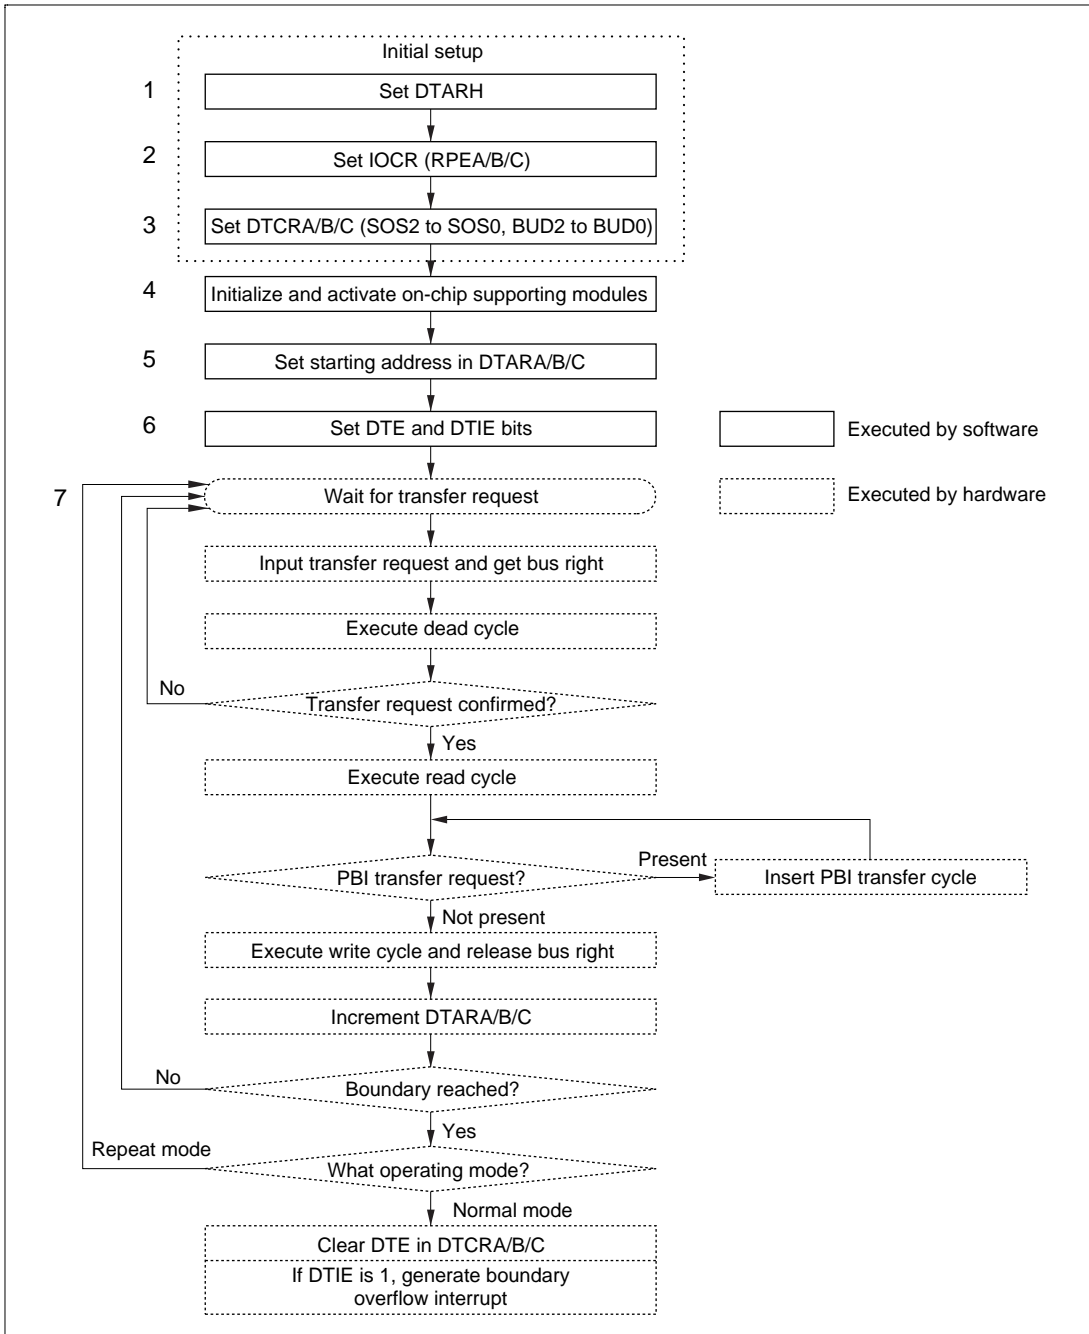 Initial setup
1
Set DTARH
2
Set IOCR (RPEA/B/C)
3
Set DTCRA/B/C (SOS2 to SOS0, BUD2 to BUD0)
4
Initialize and activate on-chip supporting modules
5
Set starting address in DTARA/B/C
6
Set DTE and DTIE bits
Executed by software
7
Wait for transfer request
Executed by hardware
Input transfer request and get bus right
Execute dead cycle
No
Transfer request confirmed?
Yes
Execute read cycle
PBI transfer request?
Present
Insert PBI transfer cycle
Not present
Execute write cycle and release bus right
Increment DTARA/B/C
No
Boundary reached?
Yes
Repeat mode
What operating mode?
Normal mode
Clear DTE in DTCRA/B/C
If DTIE is 1, generate boundary
overflow interrupt